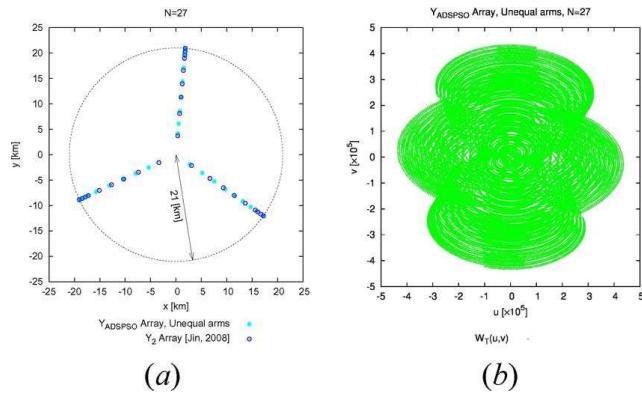 N=27
25
20
15
10
5
0
-5
-10
-15
-20
-25
y [km]
21 [km]
-25 -20 -15 -10 -5 0 5 10 15 20 25
x [km]
Y_ADSPSO Array, Unequal arms
Y_2 Array [Jin, 2008]
(a)
Y_ADSPSO Array, Unequal arms, N=27
5
4
3
2
1
0
-1
-2
-3
-4
-5
v [×10^5]
-5 -4 -3 -2 -1 0 1 2 3 4 5
u [×10^5]
W_T(u,v)
(b)